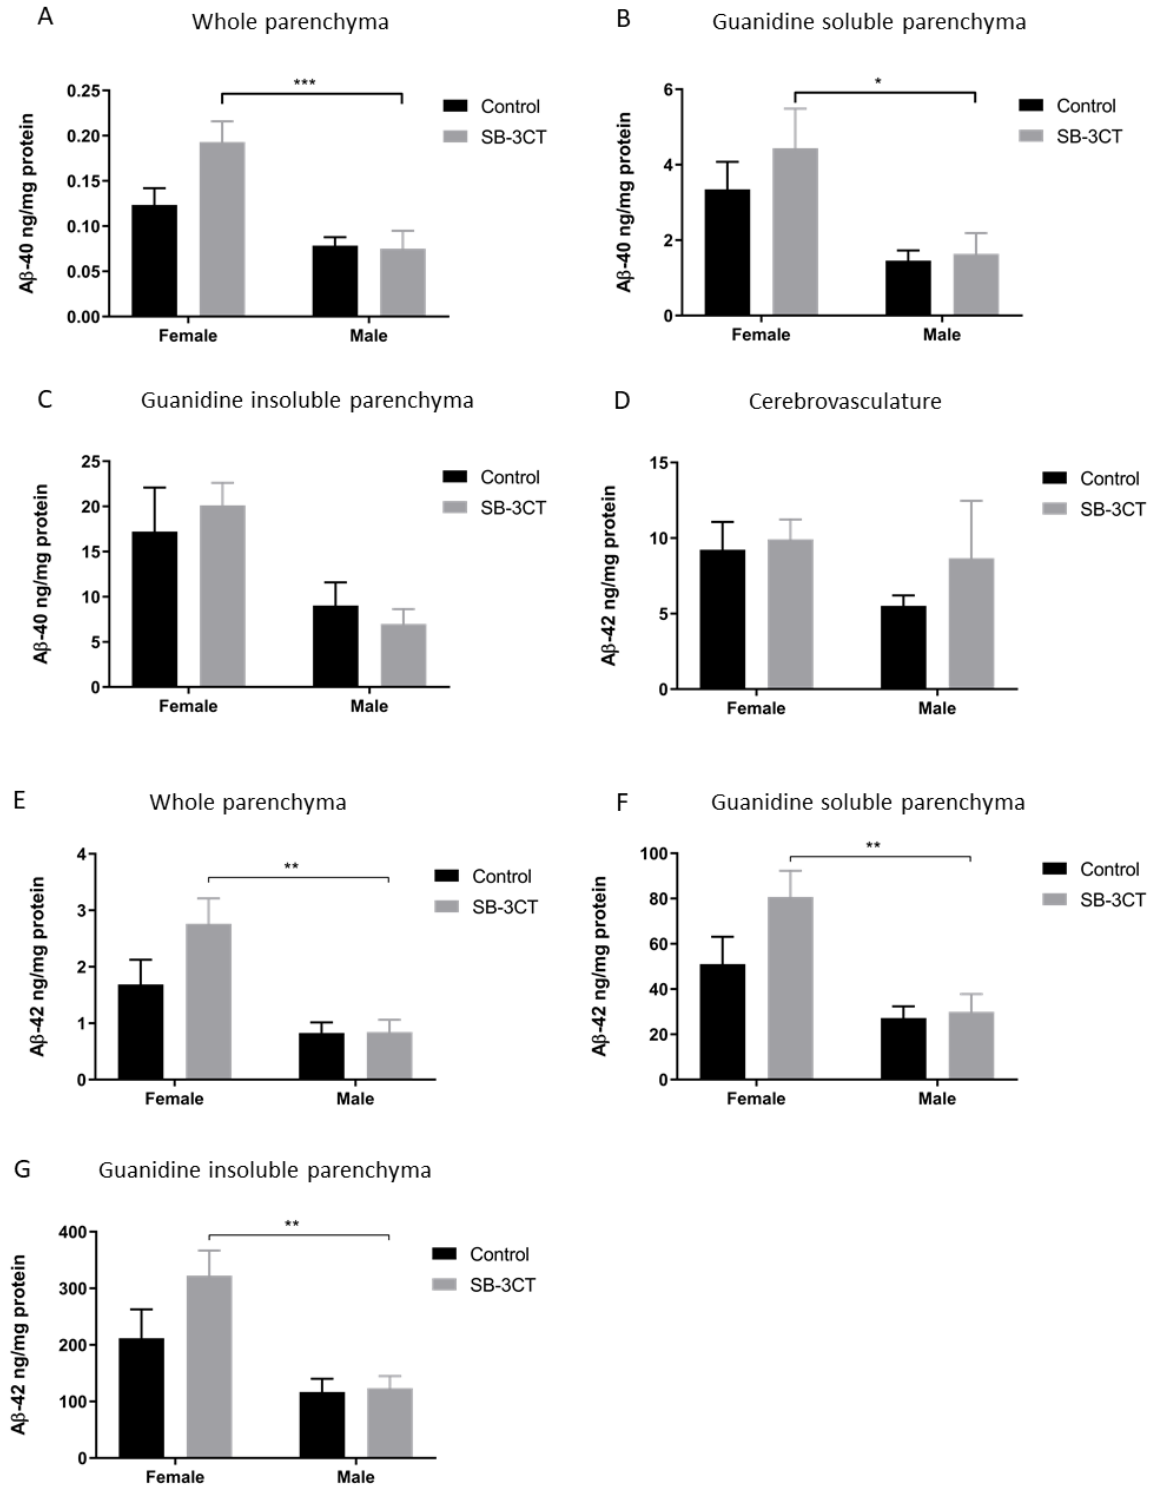 A
Whole parenchyma
***
Aβ-40 ng/mg protein
0.25
0.20
0.15
0.10
0.05
0.00
Female
Male
Control
SB-3CT
B
Guanidine soluble parenchyma
*
Aβ-40 ng/mg protein
6
4
2
0
Female
Male
Control
SB-3CT
C
Guanidine insoluble parenchyma
Aβ-40 ng/mg protein
25
20
15
10
5
0
Female
Male
Control
SB-3CT
D
Cerebrovasculature
Aβ-42 ng/mg protein
15
10
5
0
Female
Male
Control
SB-3CT
E
Whole parenchyma
**
Aβ-42 ng/mg protein
4
3
2
1
0
Female
Male
Control
SB-3CT
F
Guanidine soluble parenchyma
**
Aβ-42 ng/mg protein
100
80
60
40
20
0
Female
Male
Control
SB-3CT
G
Guanidine insoluble parenchyma
**
Aβ-42 ng/mg protein
400
300
200
100
0
Female
Male
Control
SB-3CT